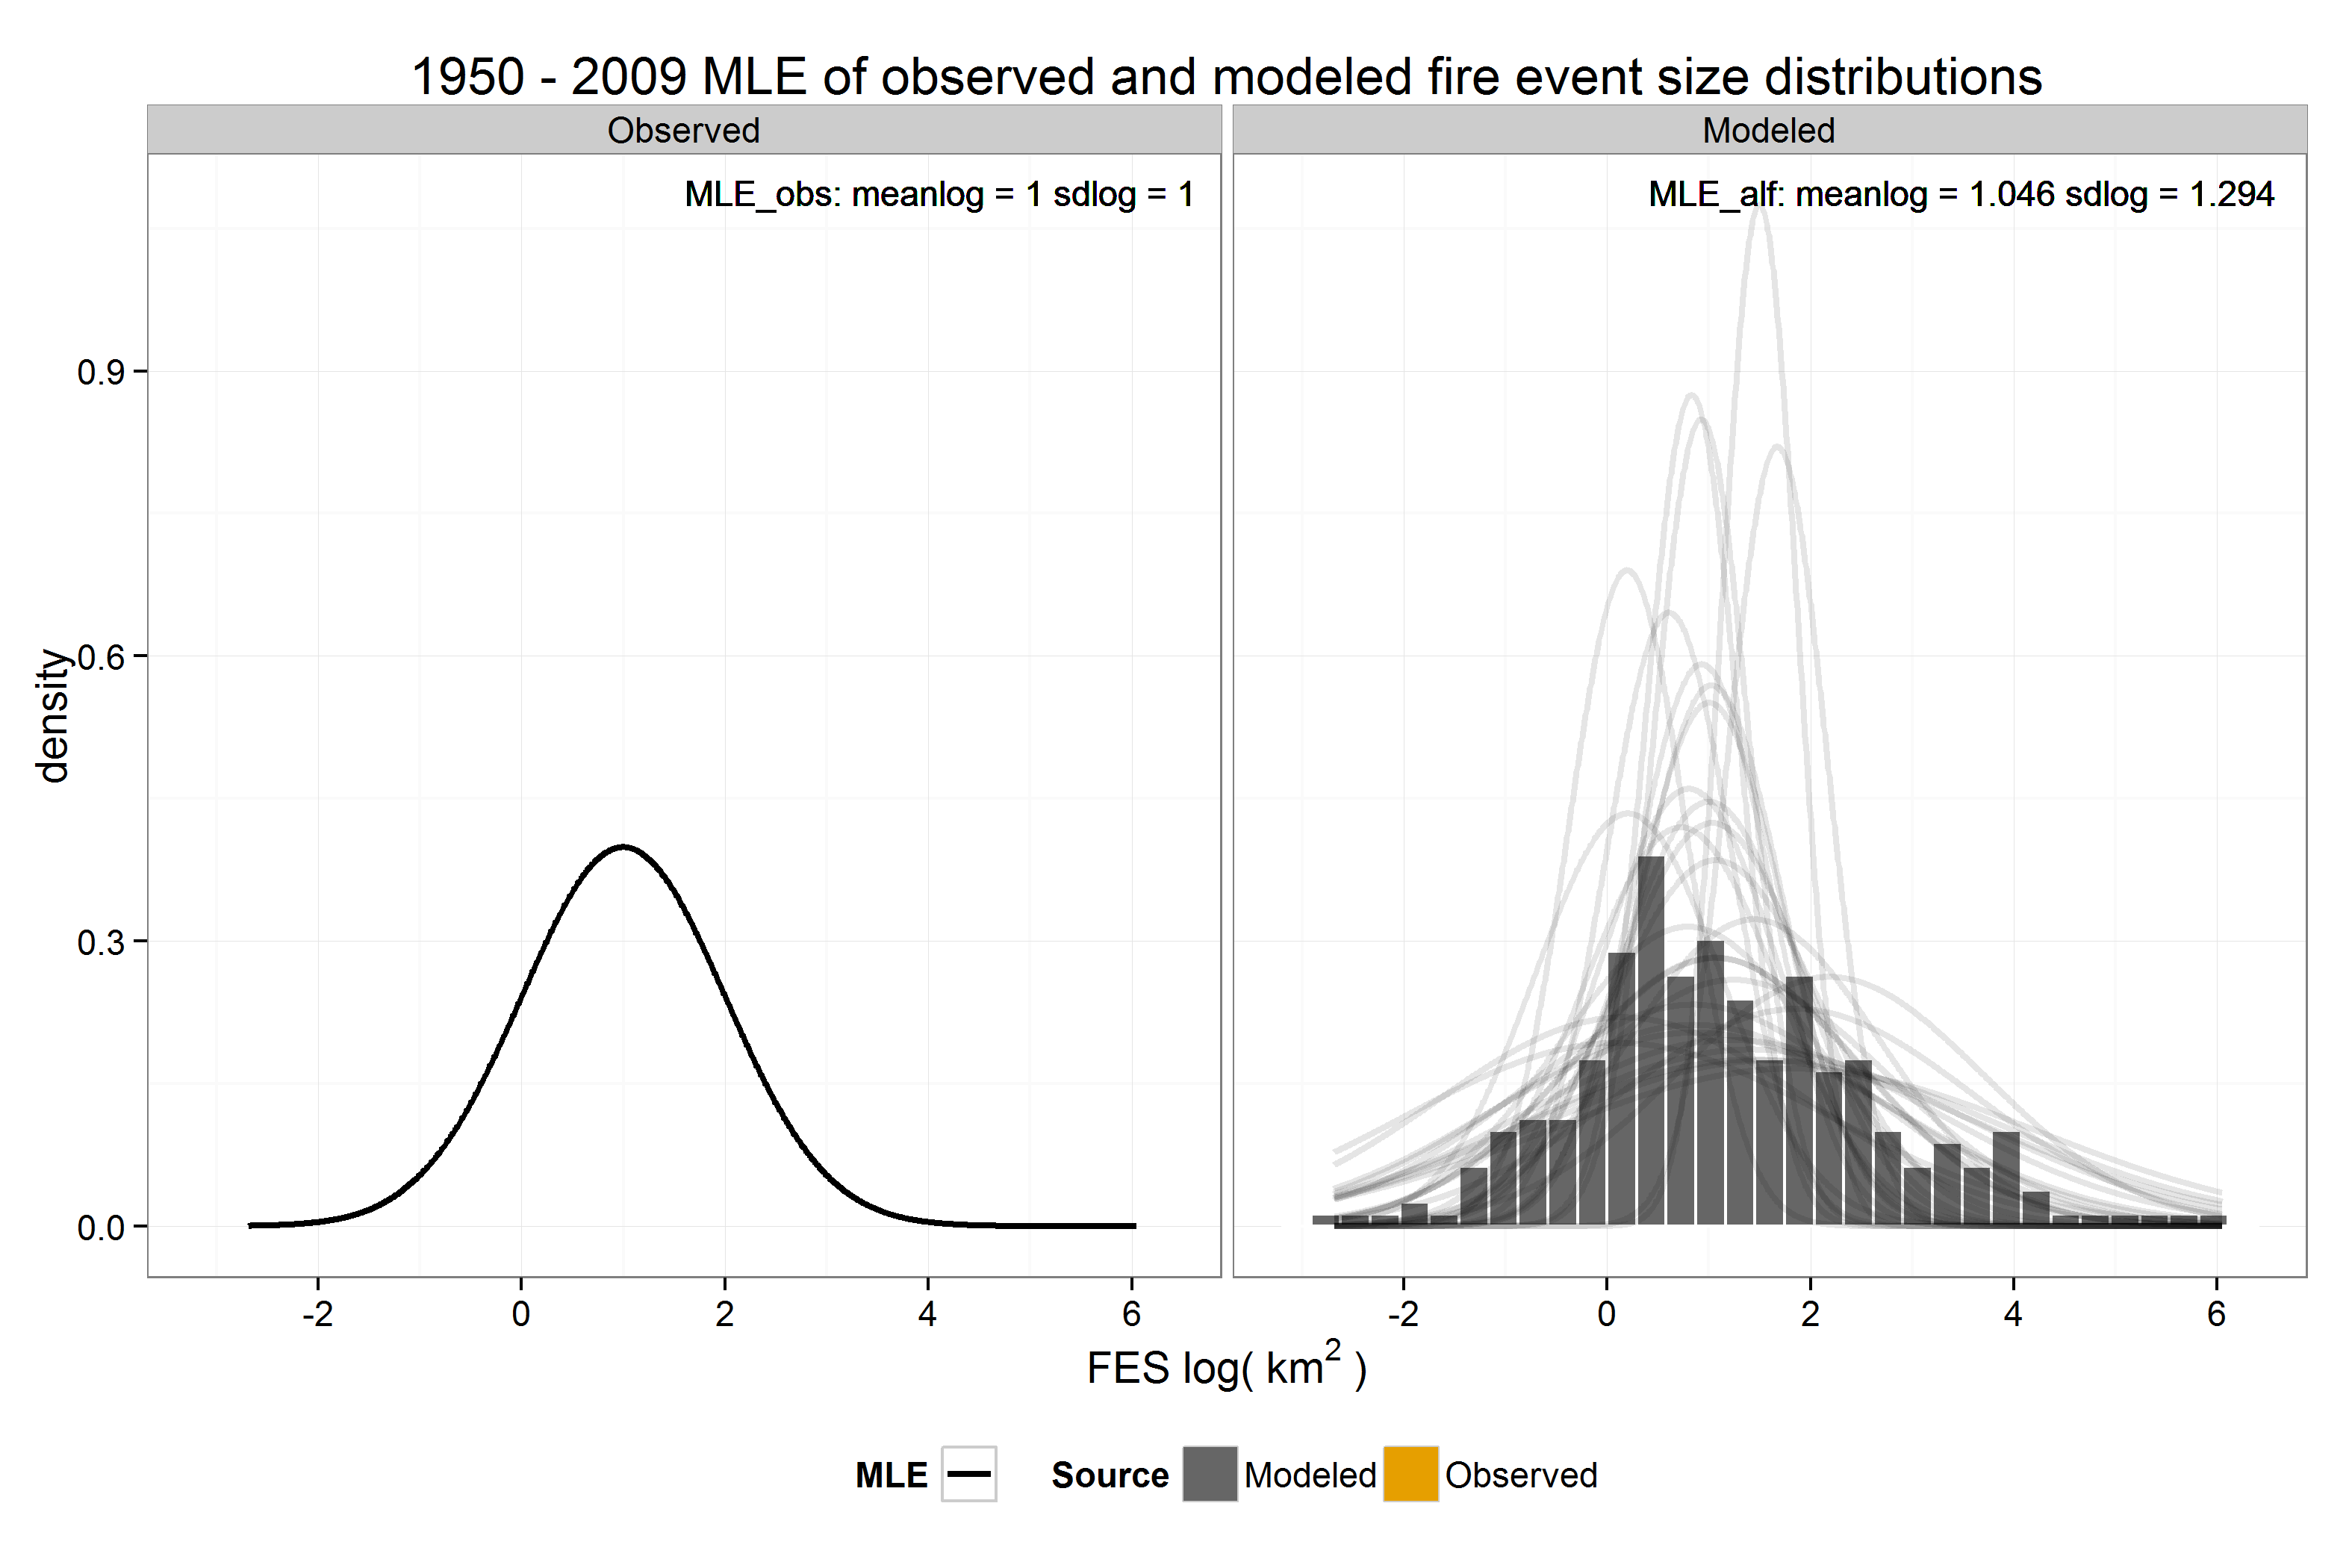 1950 - 2009 MLE of observed and modeled fire event size distributions
Observed
Modeled
MLE_obs: meanlog = 1 sdlog = 1
MLE_alf: meanlog = 1.046 sdlog = 1.294
density
0.9
0.6
0.3
0.0
-2 0 2 4 6
-2 0 2 4 6
FES log( km² )
MLE
Source Modeled Observed